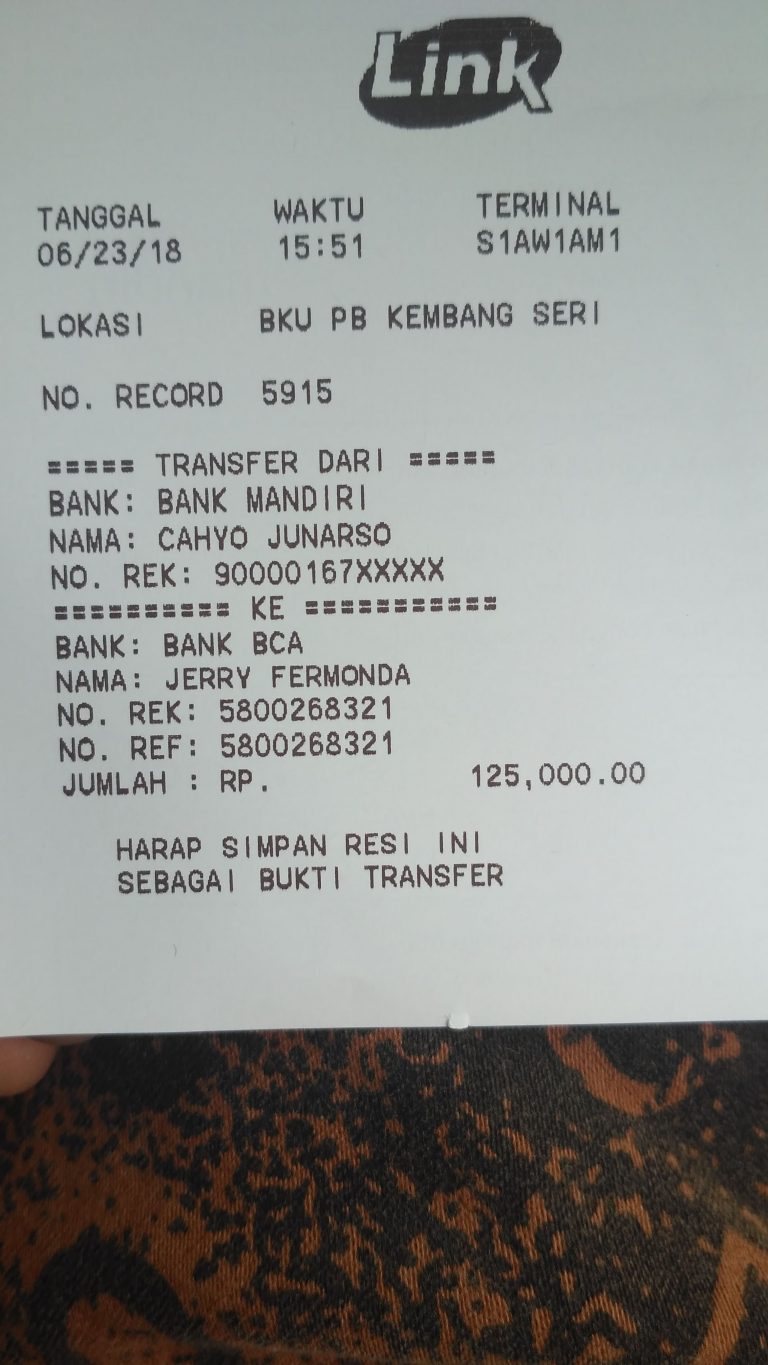 Link
TANGGAL WAKTU TERMINAL
06/23/18 15:51 S1AW1AM1
LOKASI BKU PB KEMBANG SERI
NO. RECORD 5915
===== TRANSFER DARI =====
BANK: BANK MANDIRI
NAMA: CAHYO JUNARSO
NO. REK: 90000167XXXXX
========== KE ===========
BANK: BANK BCA
NAMA: JERRY FERMONDA
NO. REK: 5800268321
NO. REF: 5800268321
JUMLAH : RP. 125,000.00
HARAP SIMPAN RESI INI
SEBAGAI BUKTI TRANSFER